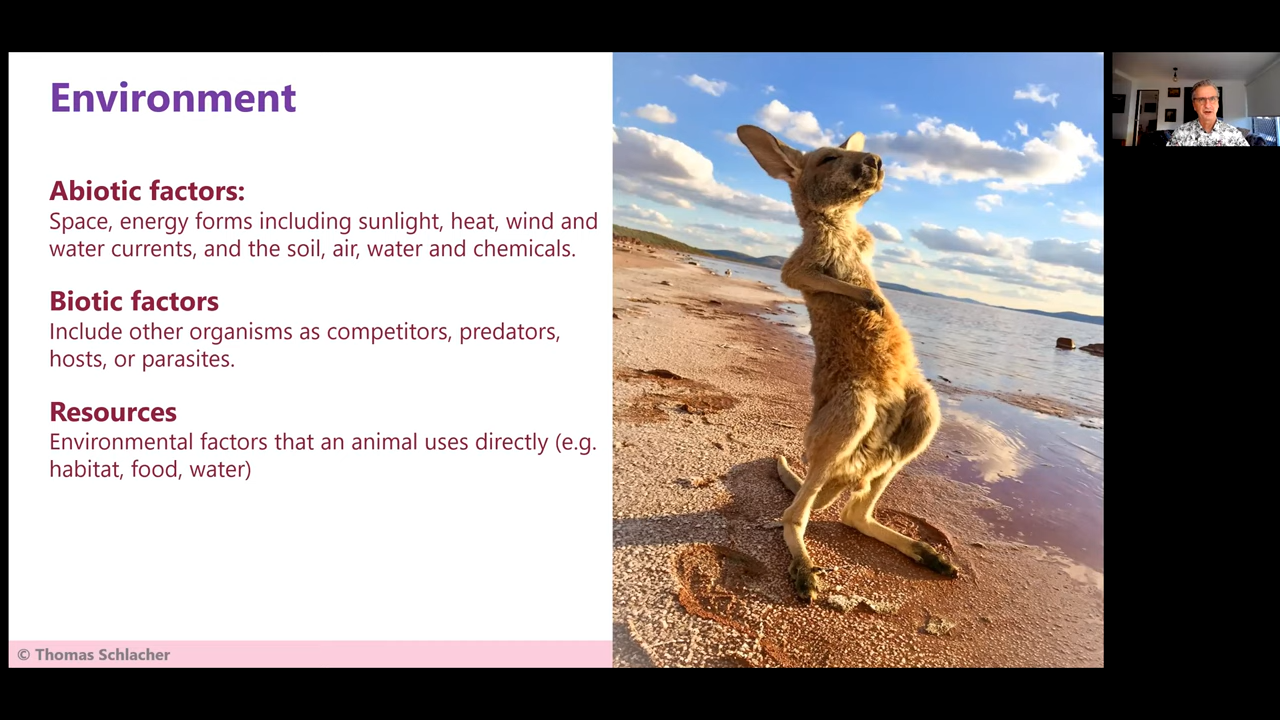 Environment
Abiotic factors:
Space, energy forms including sunlight, heat, wind and
water currents, and the soil, air, water and chemicals.
Biotic factors
Include other organisms as competitors, predators,
hosts, or parasites.
Resources
Environmental factors that an animal uses directly (e.g.
habitat, food, water)
© Thomas Schlacher